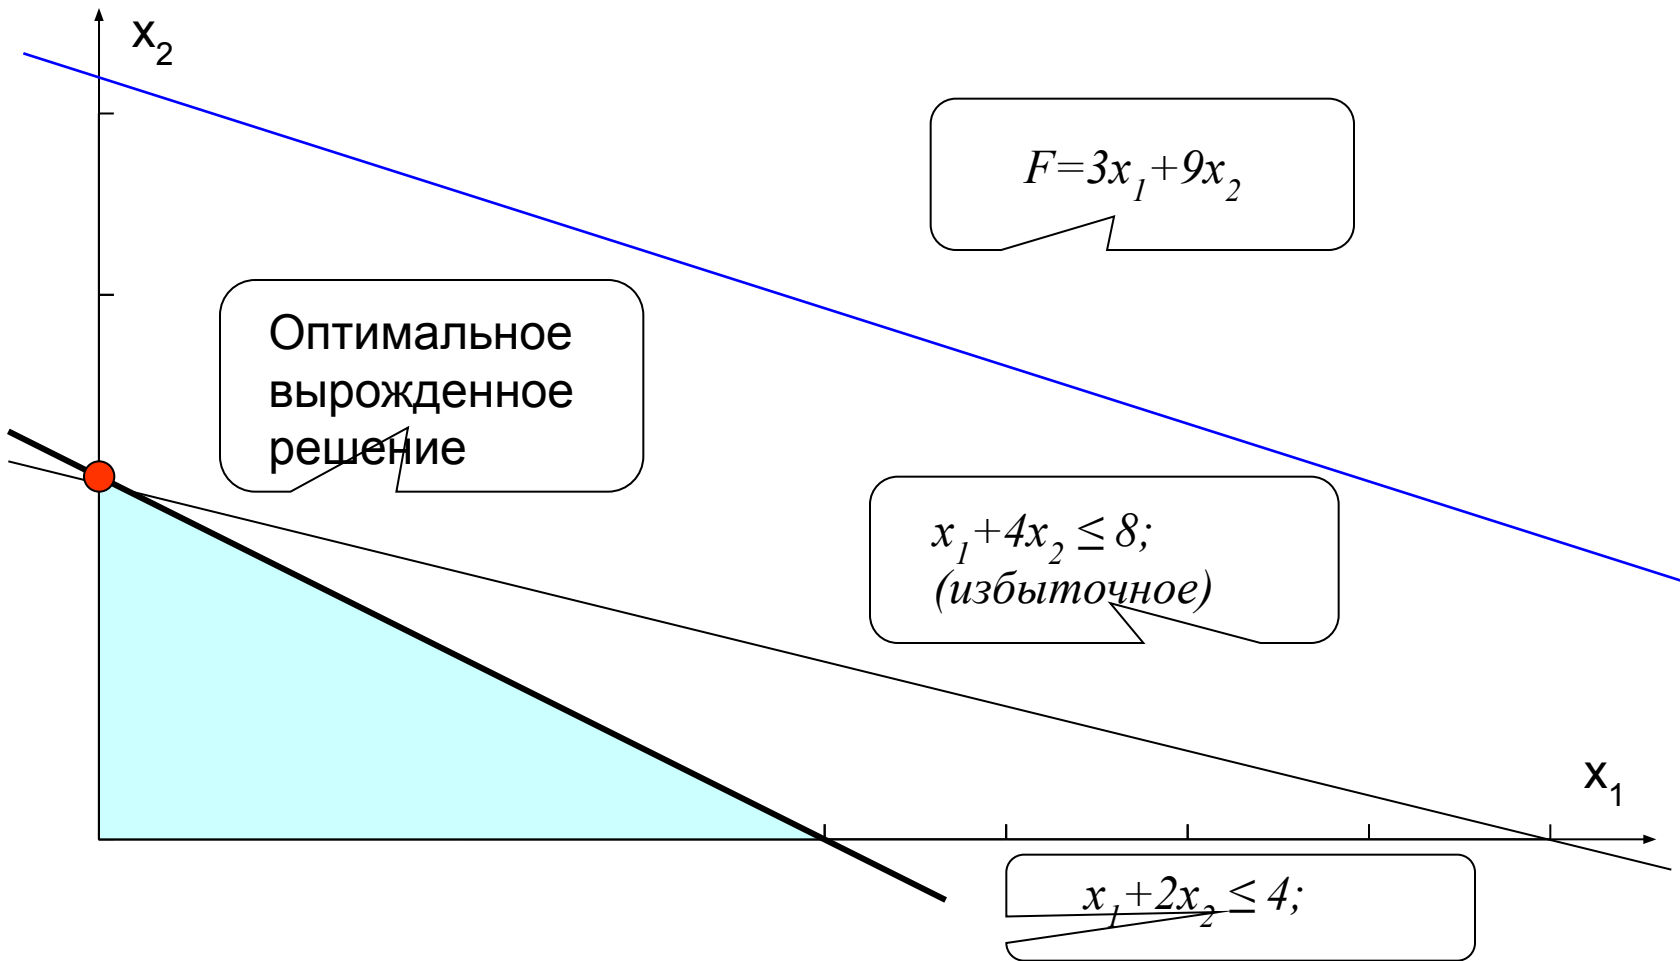 x₂
F=3x₁+9x₂
Оптимальное
вырожденное
решение
x₁+4x₂ ≤ 8;
(избыточное)
x₁
x₁+2x₂ ≤ 4;